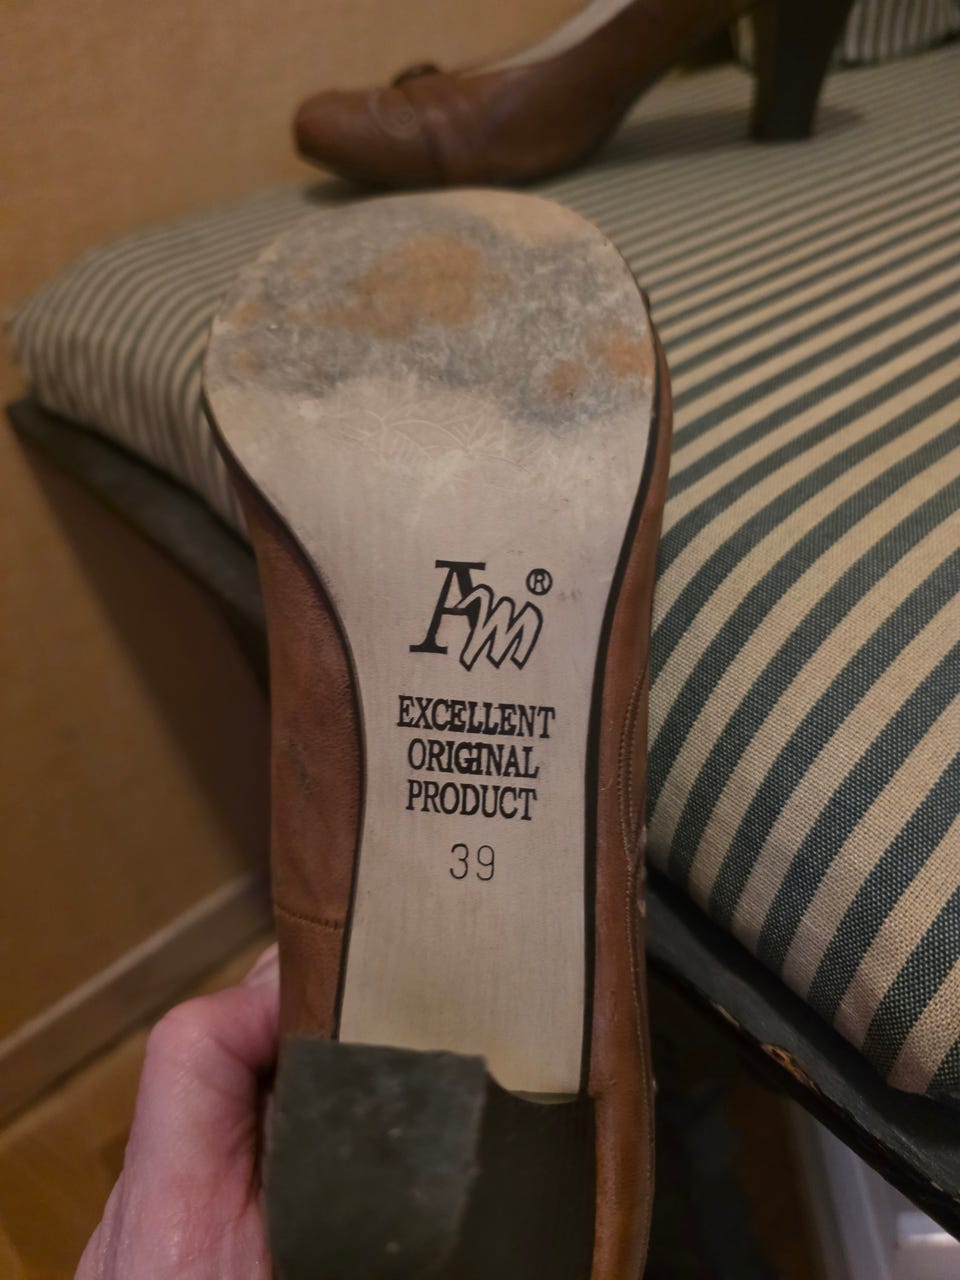 Am®
EXCELLENT
ORIGINAL
PRODUCT
39